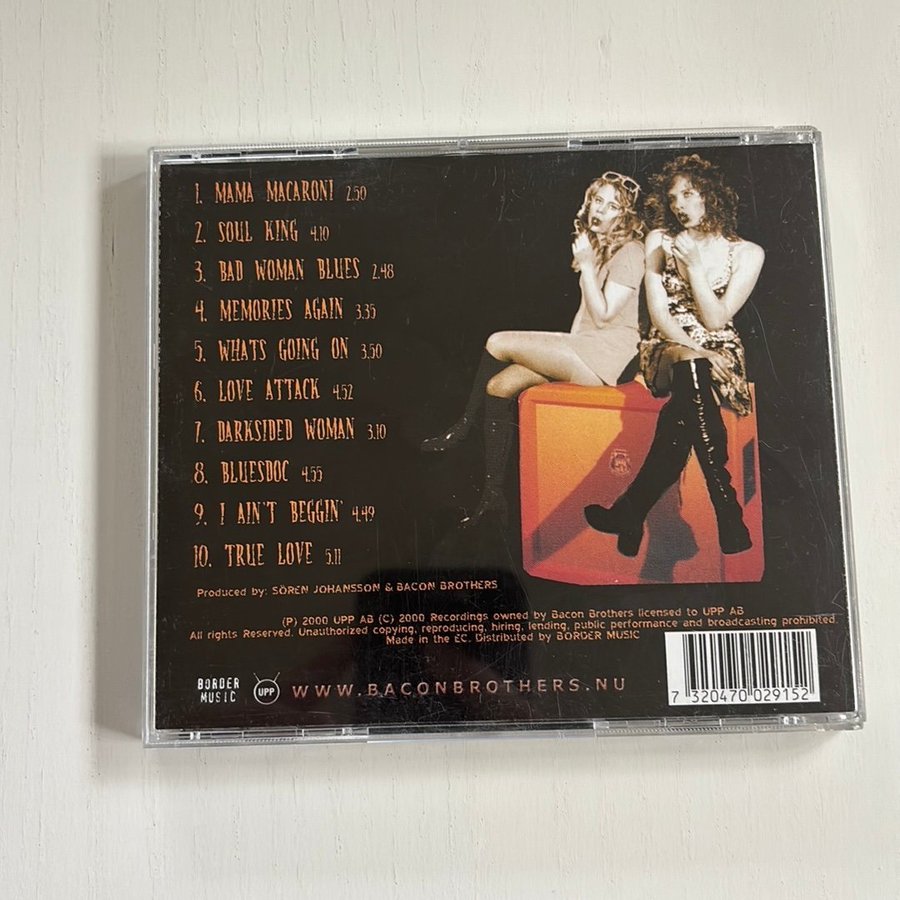 1. MAMA MACARONI 2.50
2. SOUL KING 4.10
3. BAD WOMAN BLUES 2.48
4. MEMORIES AGAIN 3.35
5. WHATS GOING ON 3.50
6. LOVE ATTACK 4.52
7. DARKSIDED WOMAN 3.10
8. BLUESDOC 4.55
9. I AIN'T BEGGIN' 4.49
10. TRUE LOVE 5.11
Produced by: SÖREN JOHANSSON & BACON BROTHERS
(P) 2000 UPP AB (C) 2000 Recordings owned by Bacon Brothers licensed to UPP AB
All rights Reserved. Unauthorized copying, reproducing, hiring, lending, public performance and broadcasting prohibited.
Made in the EC. Distributed by BORDER MUSIC
BORDER
MUSIC
UPP
WWW.BACONBROTHERS.NU
7 320470 029152